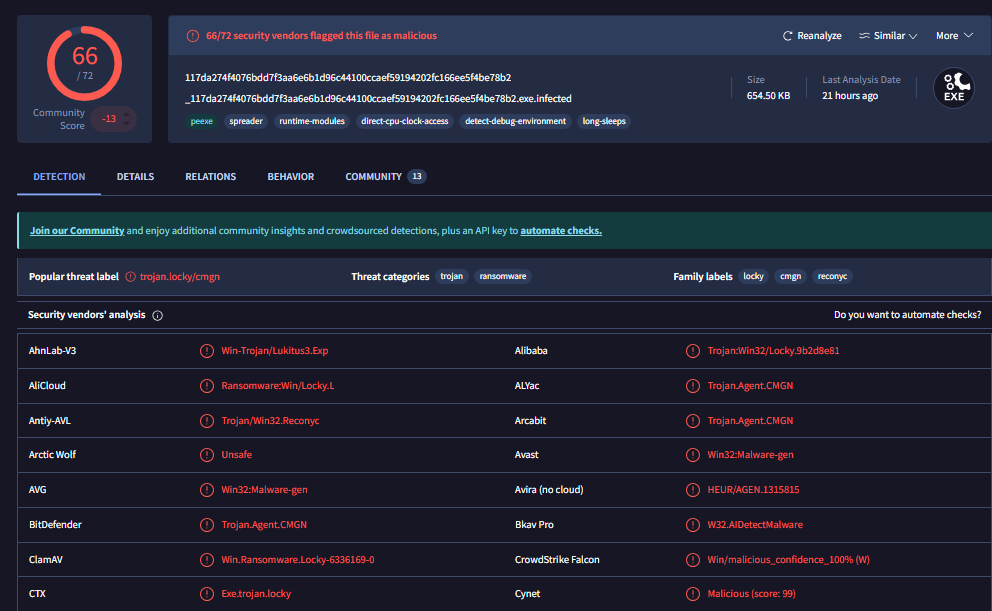 66
/ 72
Community Score -13
66/72 security vendors flagged this file as malicious
Reanalyze Similar More
117da274f4076bdd7f3aa6e6b1d96c44100ccaef59194202fc166ee5f4be78b2
_117da274f4076bdd7f3aa6e6b1d96c44100ccaef59194202fc166ee5f4be78b2.exe.infected
peexe spreader runtime-modules direct-cpu-clock-access detect-debug-environment long-sleeps
Size
654.50 KB
Last Analysis Date
21 hours ago
EXE
DETECTION DETAILS RELATIONS BEHAVIOR COMMUNITY 13
Join our Community and enjoy additional community insights and crowdsourced detections, plus an API key to automate checks.
Popular threat label trojan.locky/cmgn Threat categories trojan ransomware Family labels locky cmgn reconyc
Security vendors' analysis Do you want to automate checks?
AhnLab-V3 Win-Trojan/Lukitus3.Exp Alibaba Trojan:Win32/Locky.9b2d8e81
AliCloud Ransomware:Win/Locky.L ALYac Trojan.Agent.CMGN
Antiy-AVL Trojan/Win32.Reconyc Arcabit Trojan.Agent.CMGN
Arctic Wolf Unsafe Avast Win32:Malware-gen
AVG Win32:Malware-gen Avira (no cloud) HEUR/AGEN.1315815
BitDefender Trojan.Agent.CMGN Bkav Pro W32.AIDetectMalware
ClamAV Win.Ransomware.Locky-6336169-0 CrowdStrike Falcon Win/malicious_confidence_100% (W)
CTX Exe.trojan.locky Cynet Malicious (score: 99)